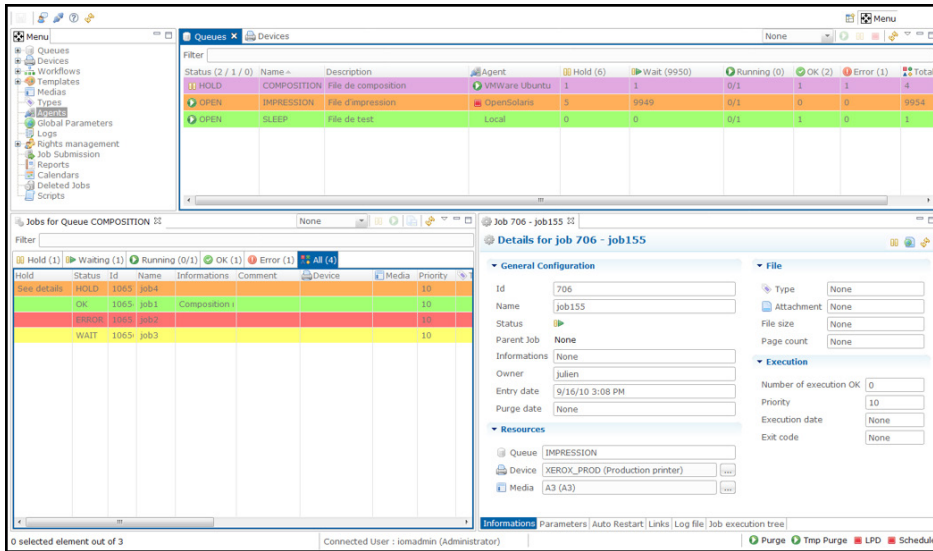 Menu
Menu
Queues
Devices
Workflows
Templates
Medias
Types
Agents
Global Parameters
Logs
Rights management
Job Submission
Reports
Calendars
Deleted Jobs
Scripts
Queues Devices None
Filter
Status (2 / 1 / 0) Name Description Agent Hold (6) Wait (9950) Running (0) OK (2) Error (1) Total
HOLD COMPOSITION File de composition VMWare Ubuntu 1 1 0/1 1 1 4
OPEN IMPRESSION File d'impression OpenSolaris 5 9949 0/1 0 0 9954
OPEN SLEEP File de test Local 0 0 0/1 1 0 1
Jobs for Queue COMPOSITION None
Filter
Hold (1) Waiting (1) Running (0/1) OK (1) Error (1) All (4)
Hold Status Id Name Informations Comment Device Media Priority
See details HOLD 1065 job4 10
OK 1065 job1 Composition 10
ERROR 1065 job2 10
WAIT 1065 job3 10
Job 706 - job155
Details for job 706 - job155
General Configuration
Id 706
Name job155
Status
Parent Job None
Informations None
Owner julien
Entry date 9/16/10 3:08 PM
Purge date None
Resources
Queue IMPRESSION
Device XEROX_PROD (Production printer) ...
Media A3 (A3) ...
File
Type None
Attachment None
File size None
Page count None
Execution
Number of execution OK 0
Priority 10
Execution date None
Exit code None
Informations Parameters Auto Restart Links Log file Job execution tree
0 selected element out of 3 Connected User : iomadmin (Administrator) Purge Tmp Purge LPD Schedule